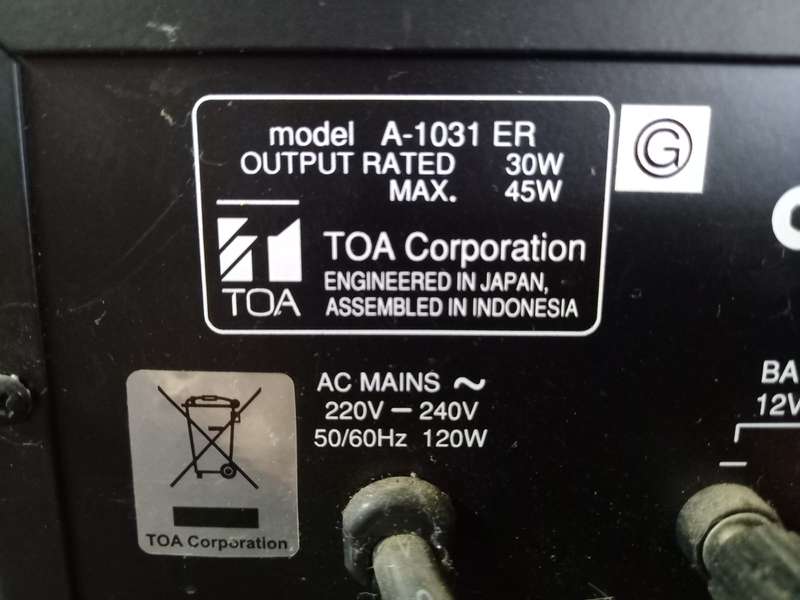 model A-1031 ER
OUTPUT RATED 30W
MAX. 45W
TOA
TOA Corporation
ENGINEERED IN JAPAN,
ASSEMBLED IN INDONESIA
G
AC MAINS ~
220V — 240V
50/60Hz 120W
TOA Corporation
12V